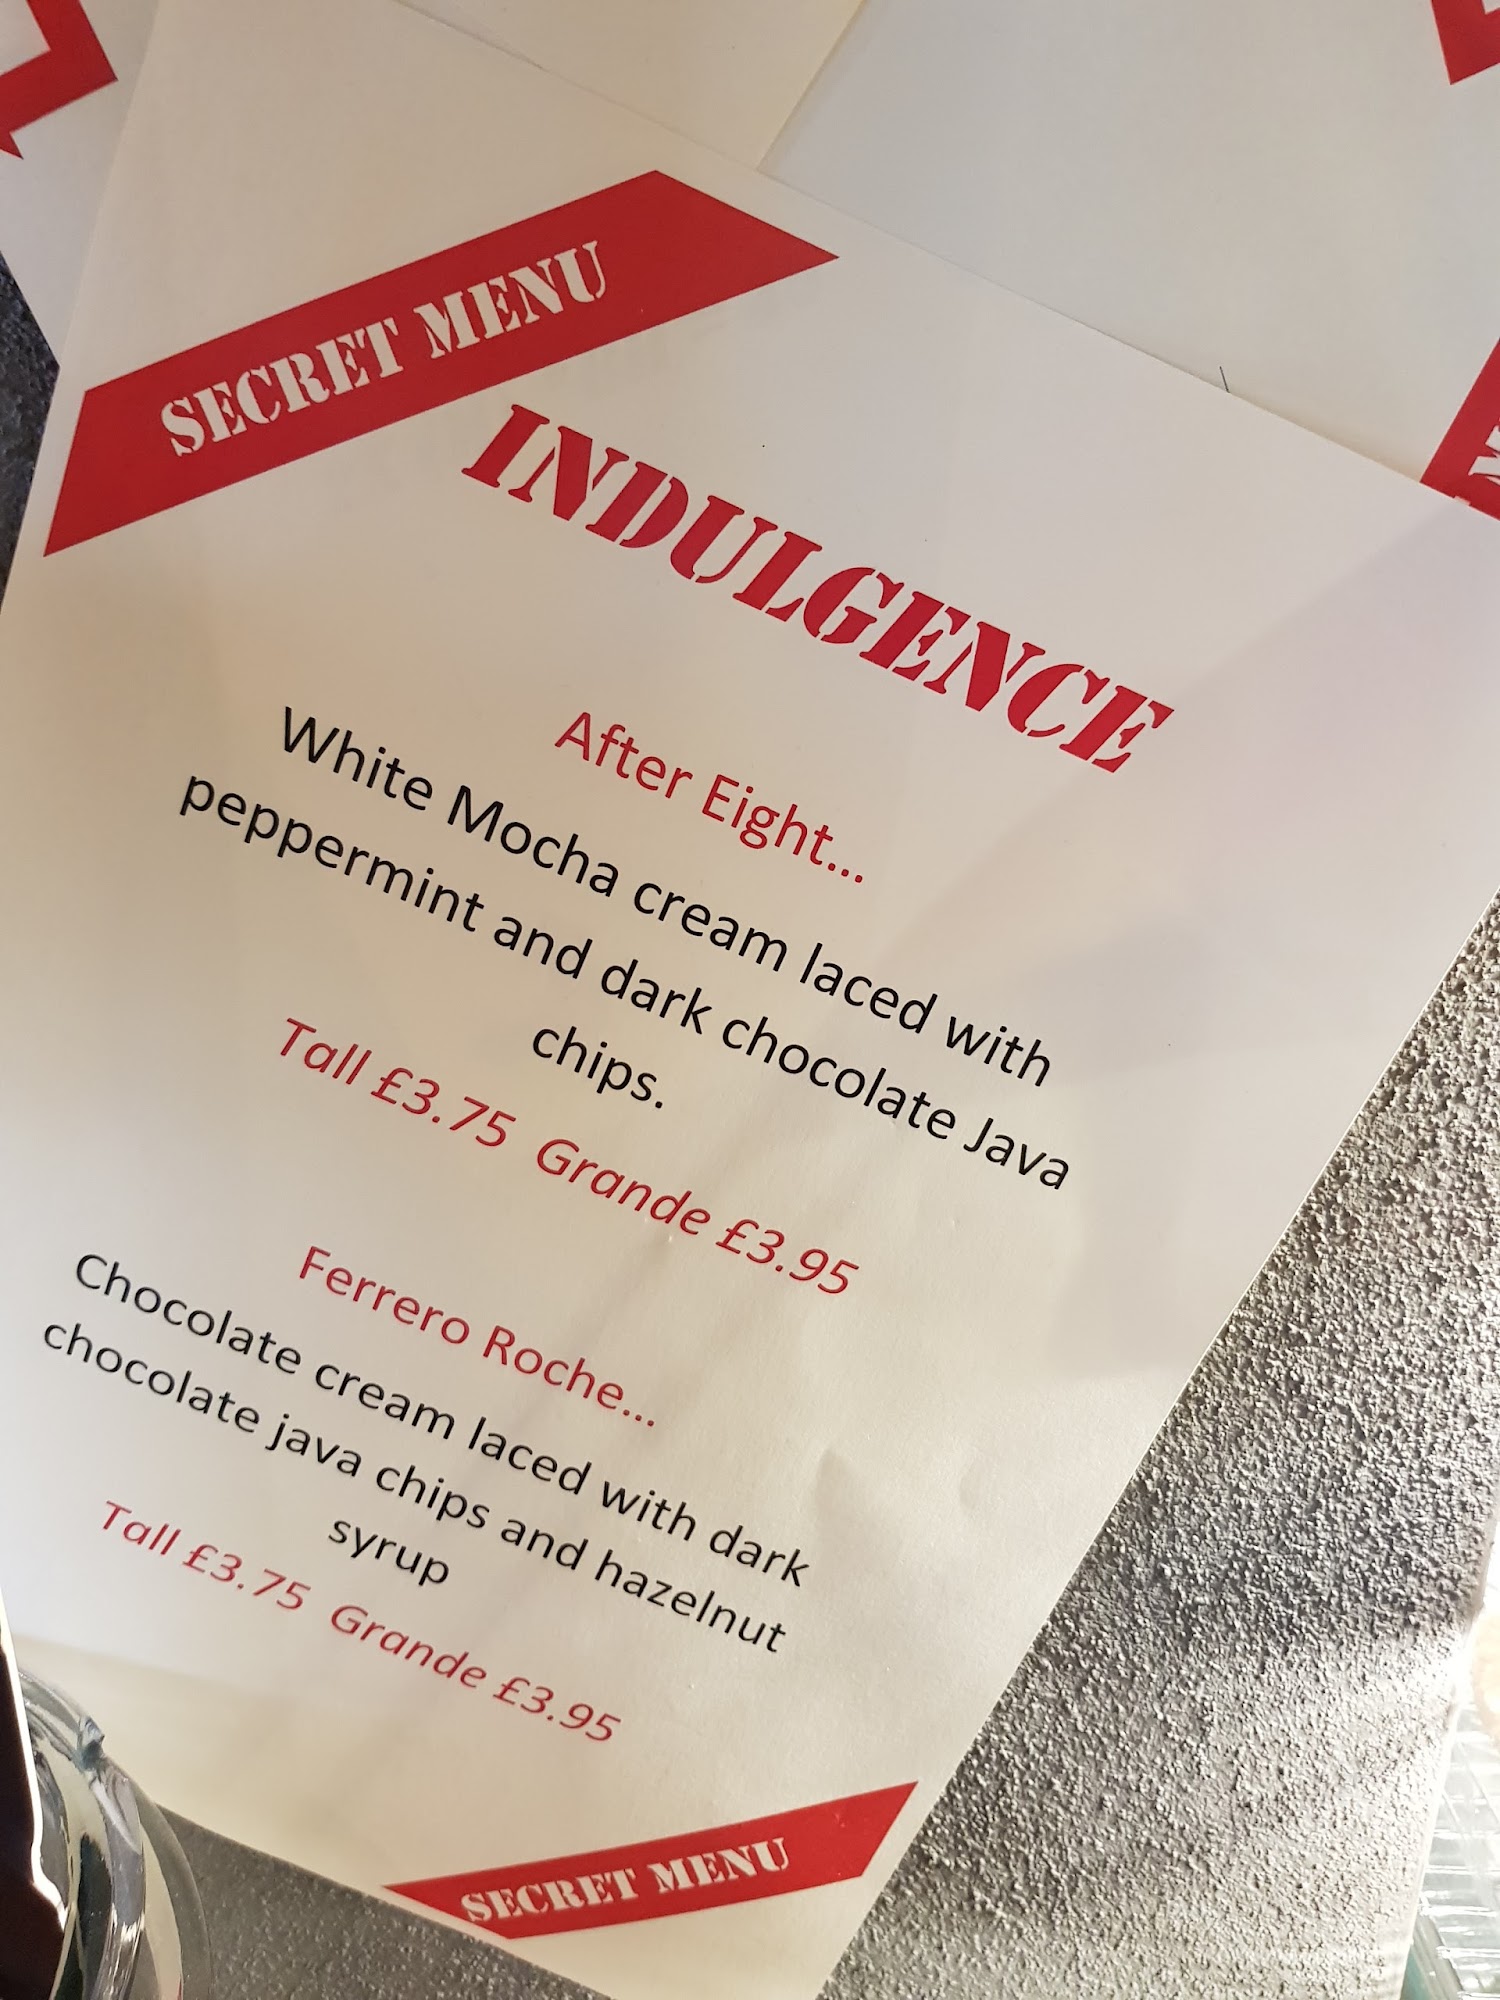 SECRET MENU
INDULGENCE
After Eight...
White Mocha cream laced with
peppermint and dark chocolate Java
chips.
Tall £3.75 Grande £3.95
Ferrero Roche...
Chocolate cream laced with dark
chocolate java chips and hazelnut
syrup
Tall £3.75 Grande £3.95
SECRET MENU